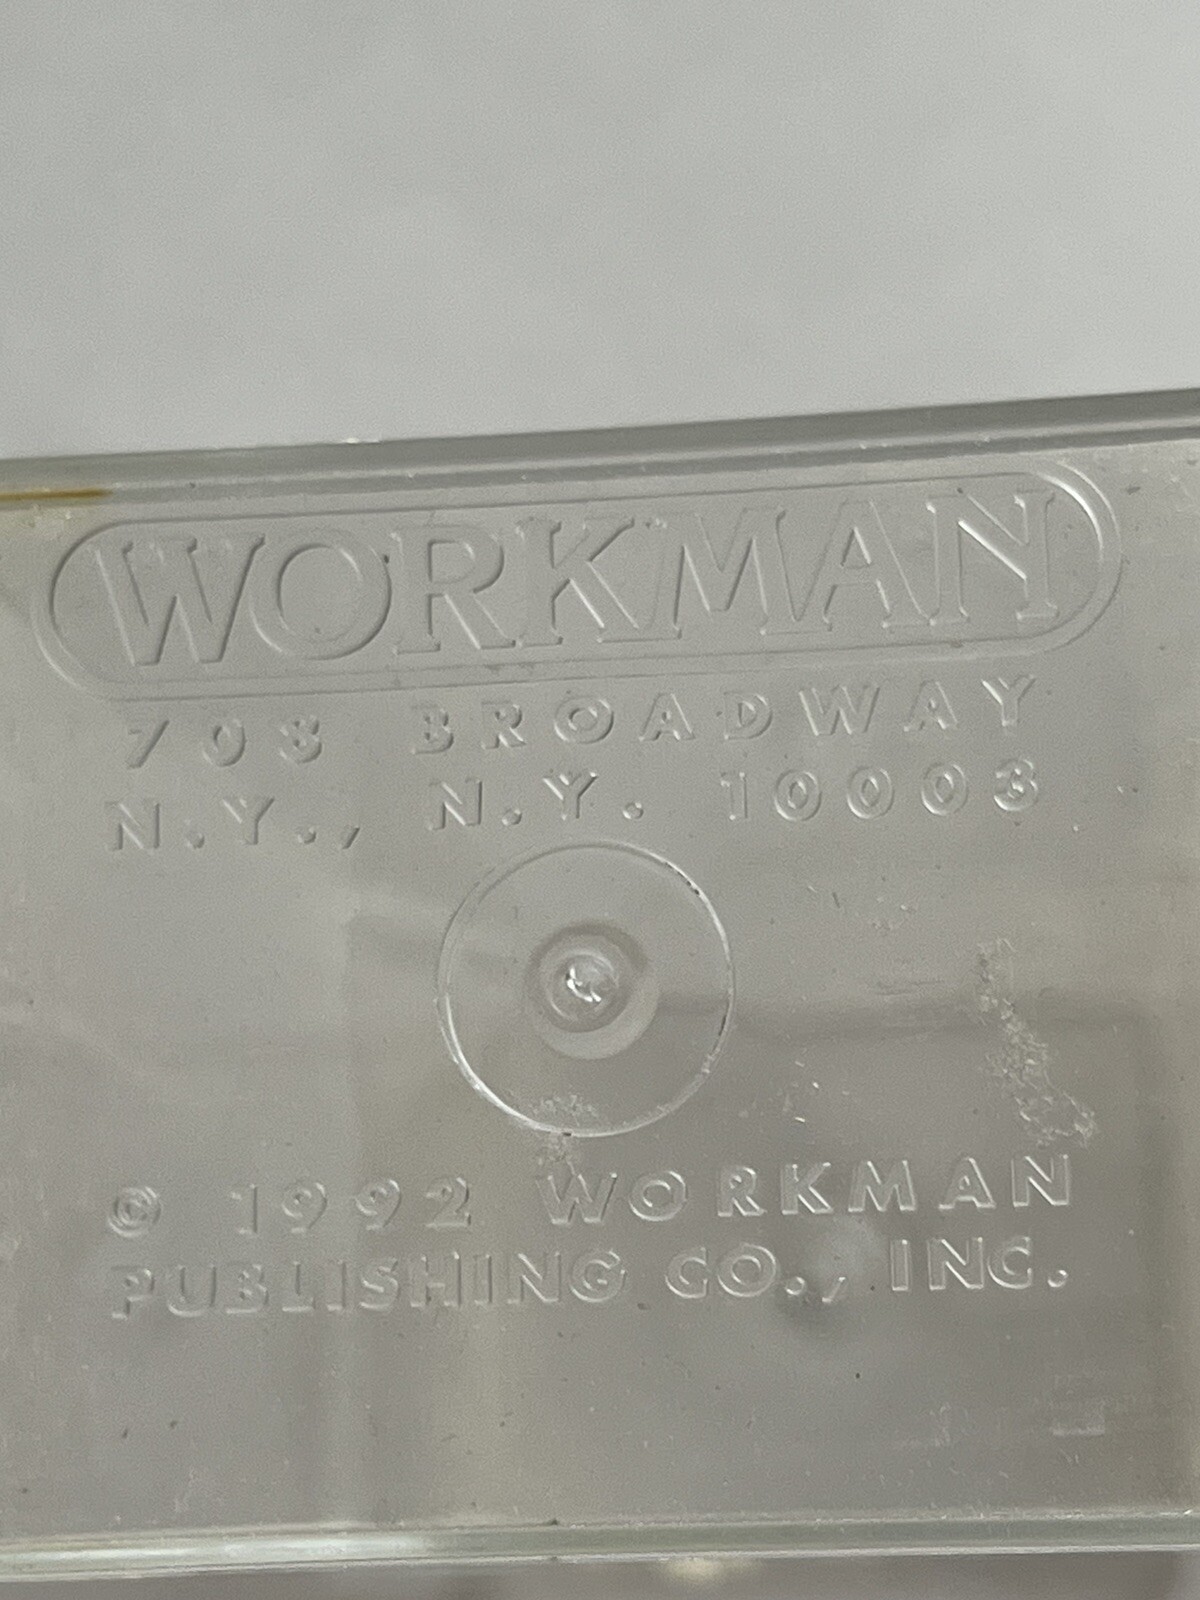 WORKMAN
708 BROADWAY
N.Y., N.Y. 10003
© 1992 WORKMAN
PUBLISHING CO., INC.